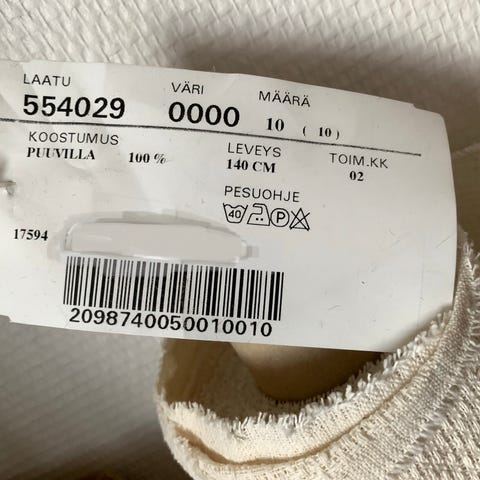 LAATU VÄRI MÄÄRÄ
554029 0000 10 ( 10 )
KOOSTUMUS LEVEYS TOIM.KK
PUUVILLA 100 % 140 CM 02
PESUOHJE
40 P
17594
2098740050010010